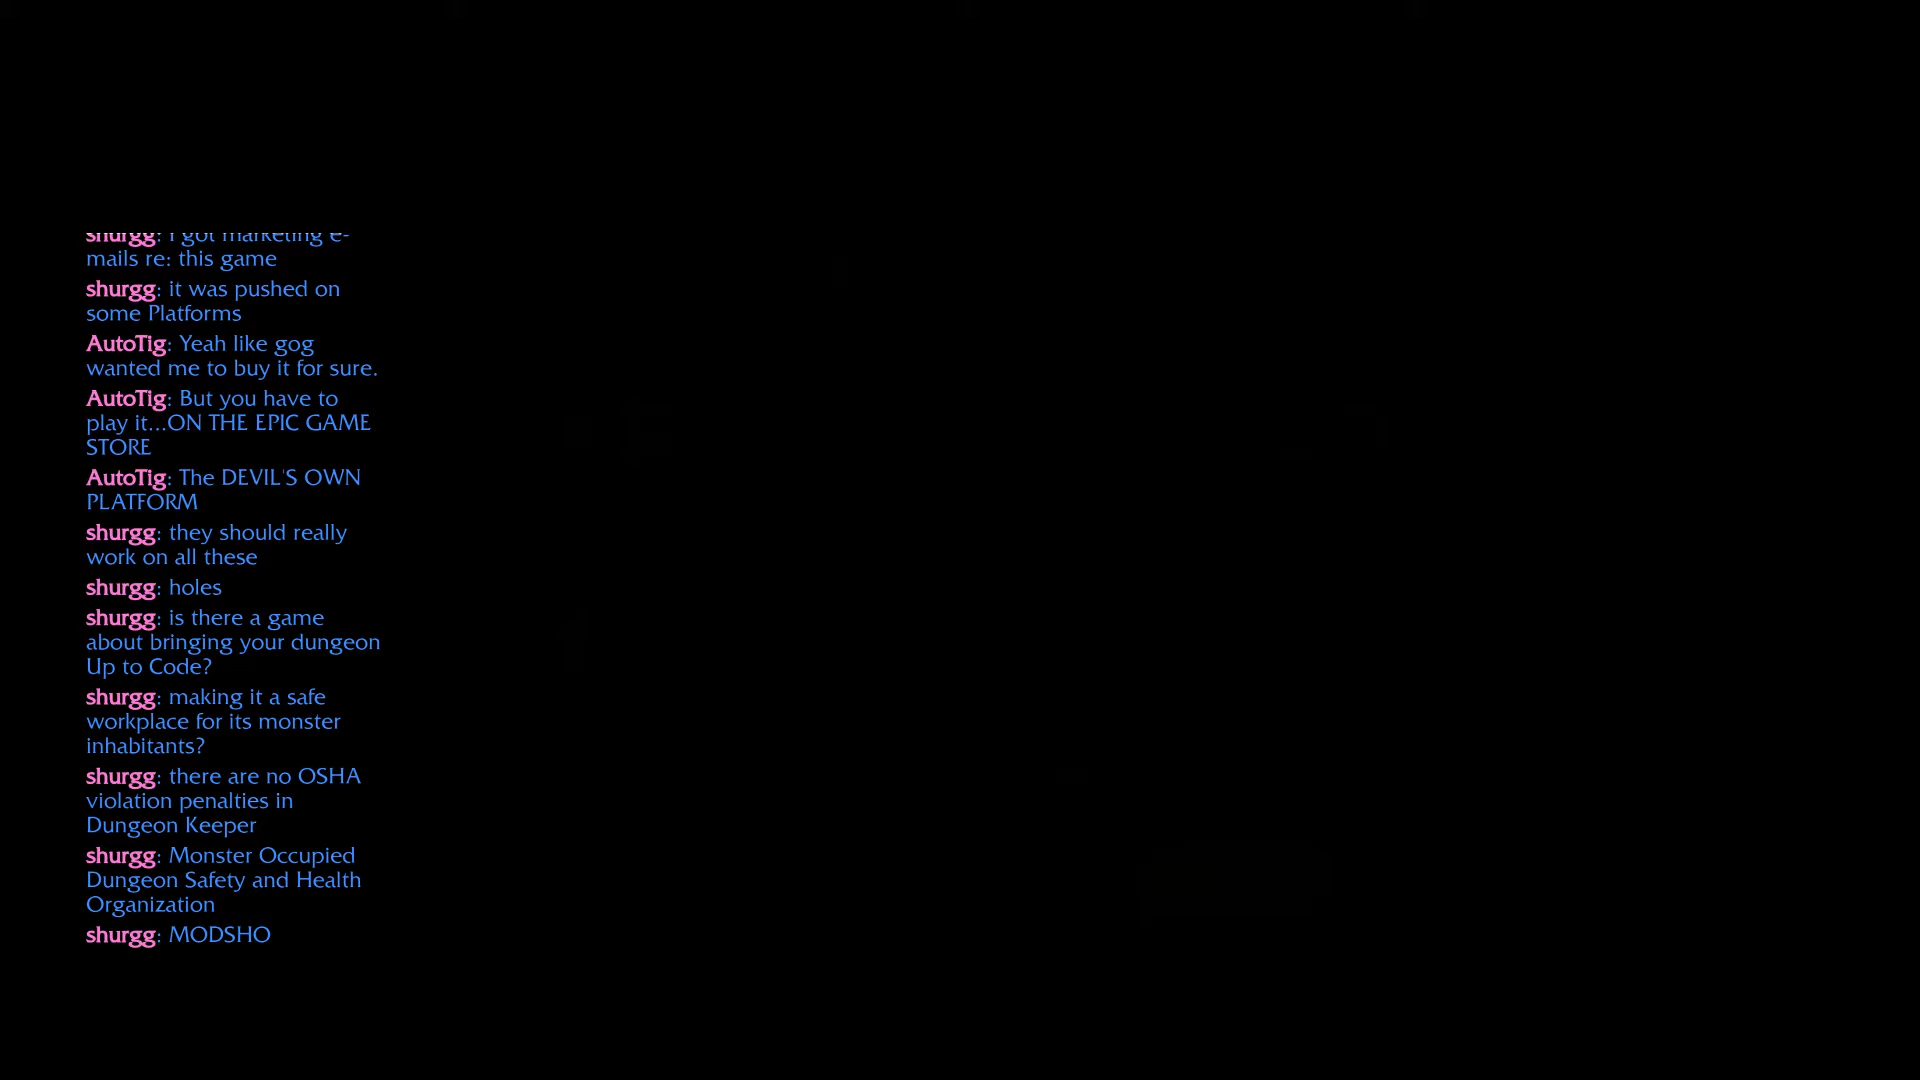 shurgg: I got marketing e-
mails re: this game
shurgg: it was pushed on
some Platforms
AutoTig: Yeah like gog
wanted me to buy it for sure.
AutoTig: But you have to
play it...ON THE EPIC GAME
STORE
AutoTig: The DEVIL'S OWN
PLATFORM
shurgg: they should really
work on all these
shurgg: holes
shurgg: is there a game
about bringing your dungeon
Up to Code?
shurgg: making it a safe
workplace for its monster
inhabitants?
shurgg: there are no OSHA
violation penalties in
Dungeon Keeper
shurgg: Monster Occupied
Dungeon Safety and Health
Organization
shurgg: MODSHO